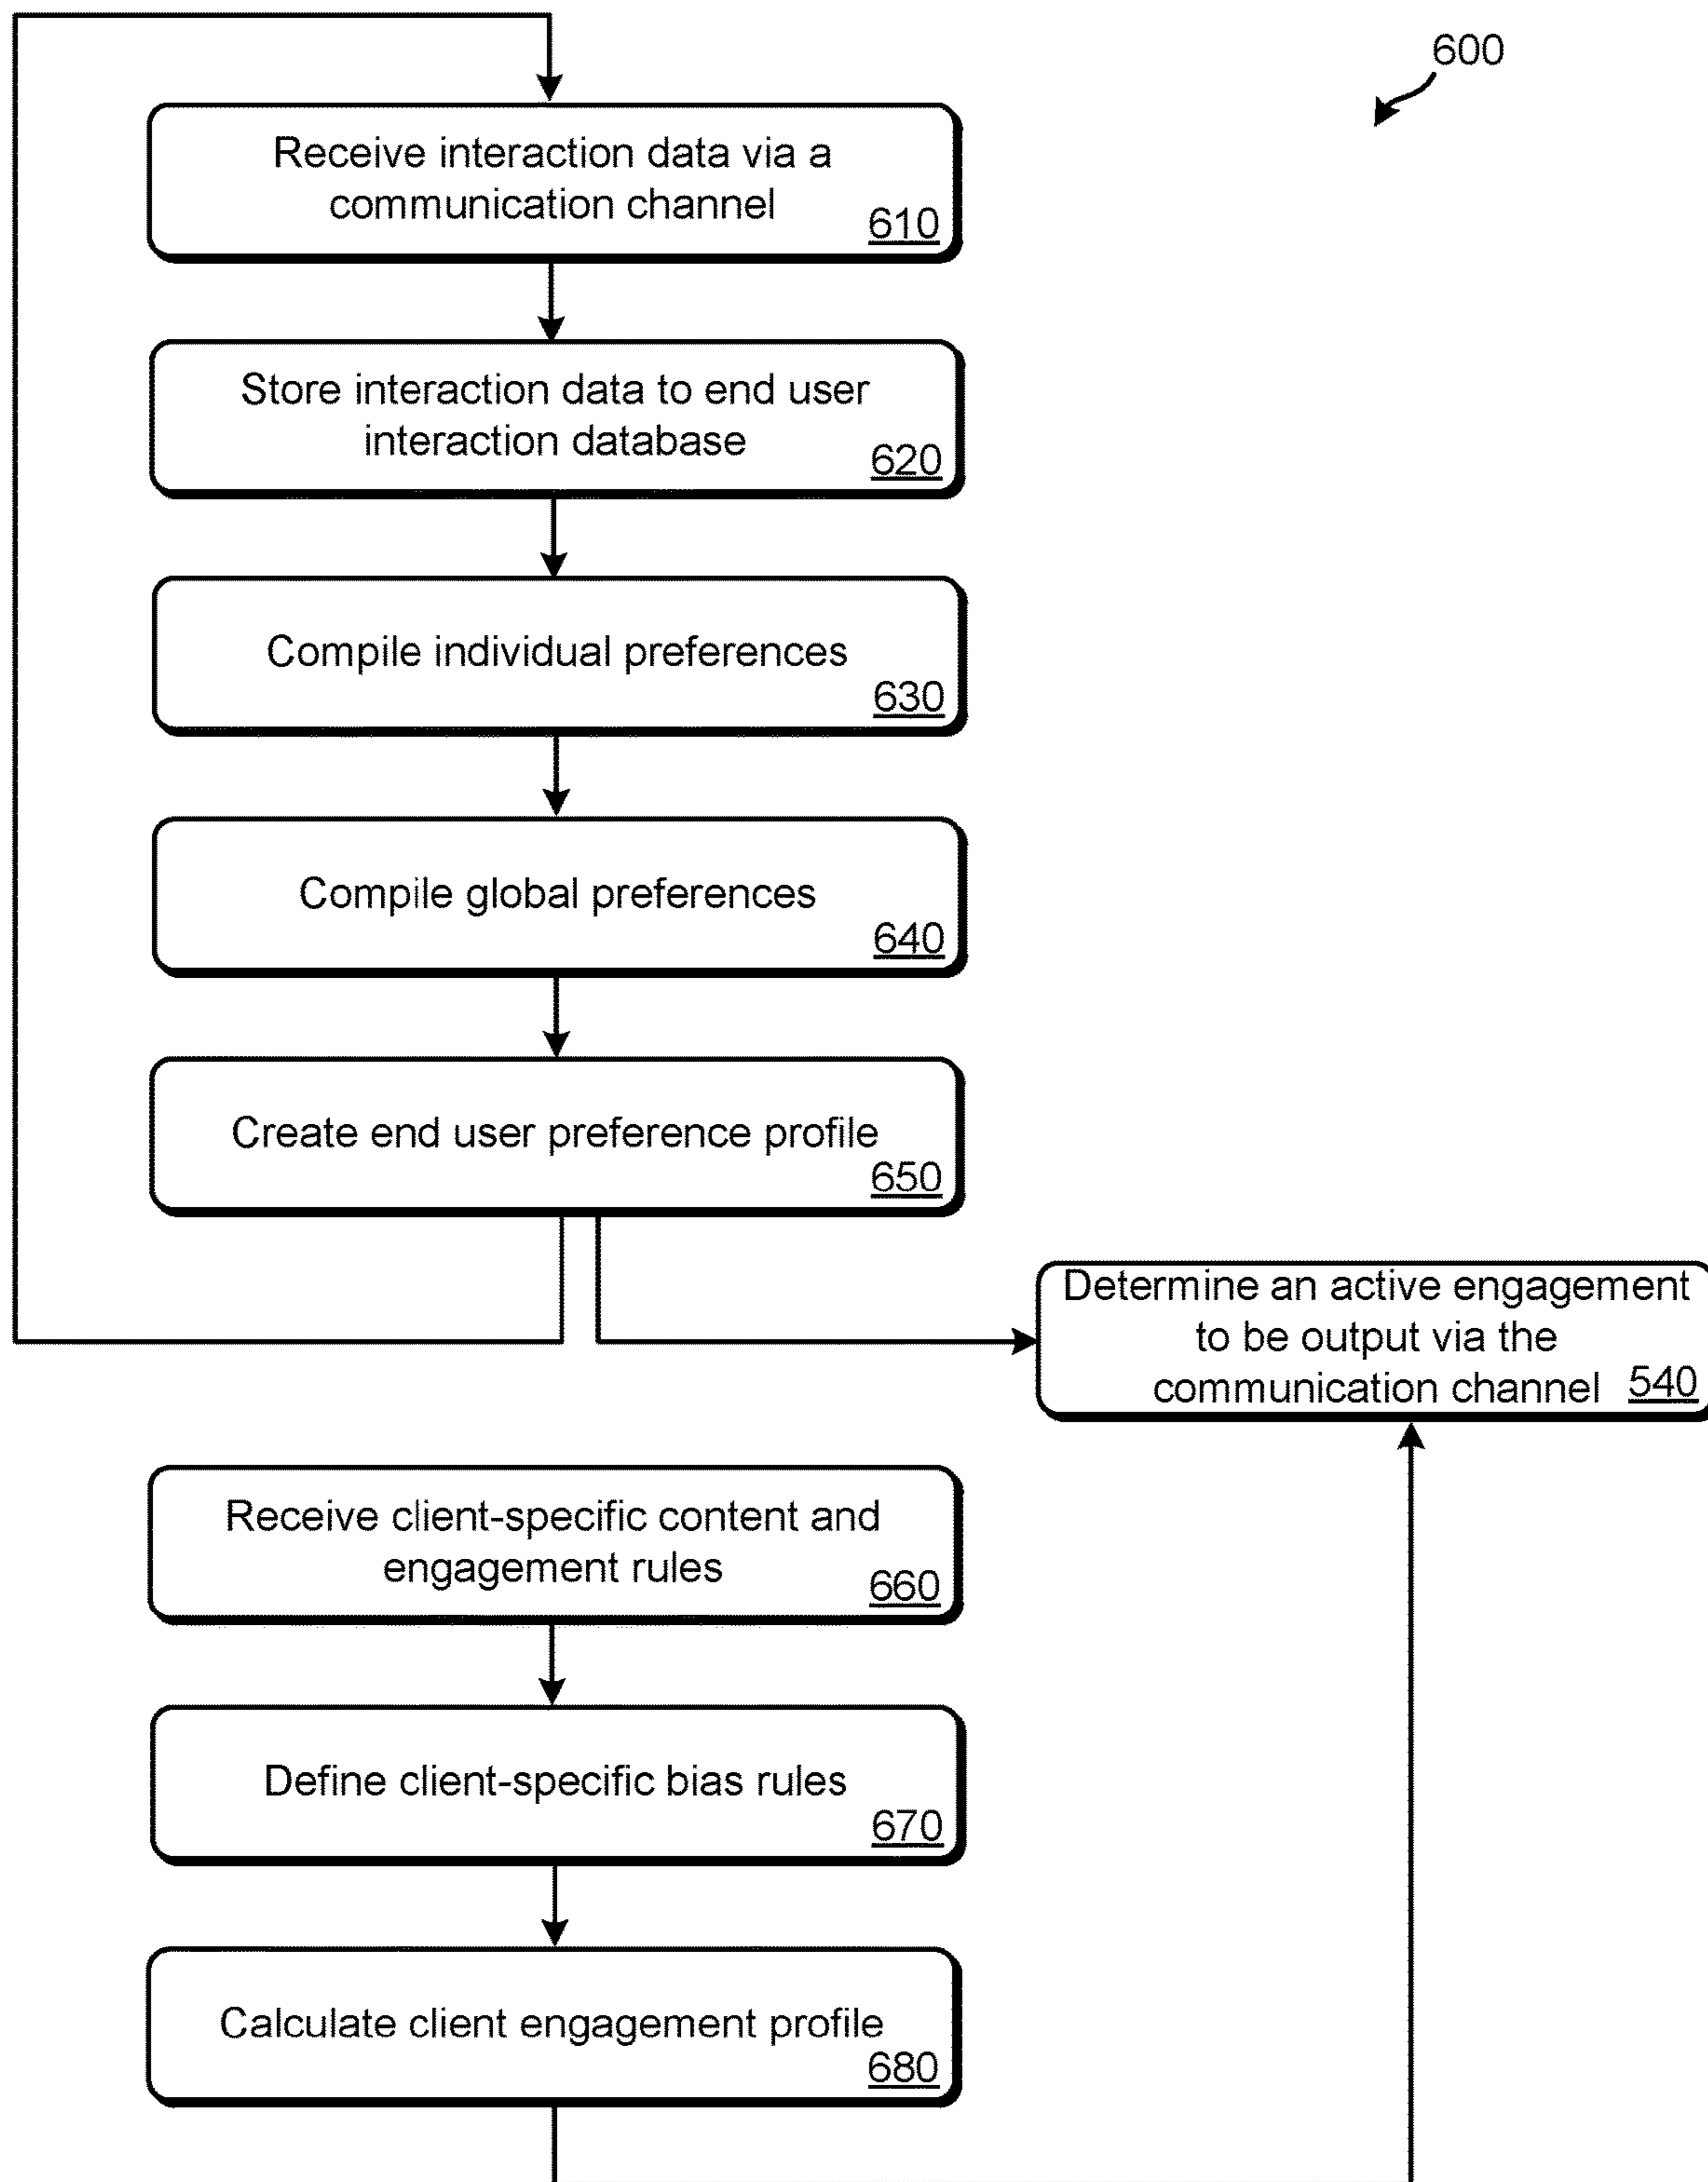 600
Receive interaction data via a
communication channel
610
Store interaction data to end user
interaction database
620
Compile individual preferences
630
Compile global preferences
640
Create end user preference profile
650
Determine an active engagement
to be output via the
communication channel 540
Receive client-specific content and
engagement rules
660
Define client-specific bias rules
670
Calculate client engagement profile
680